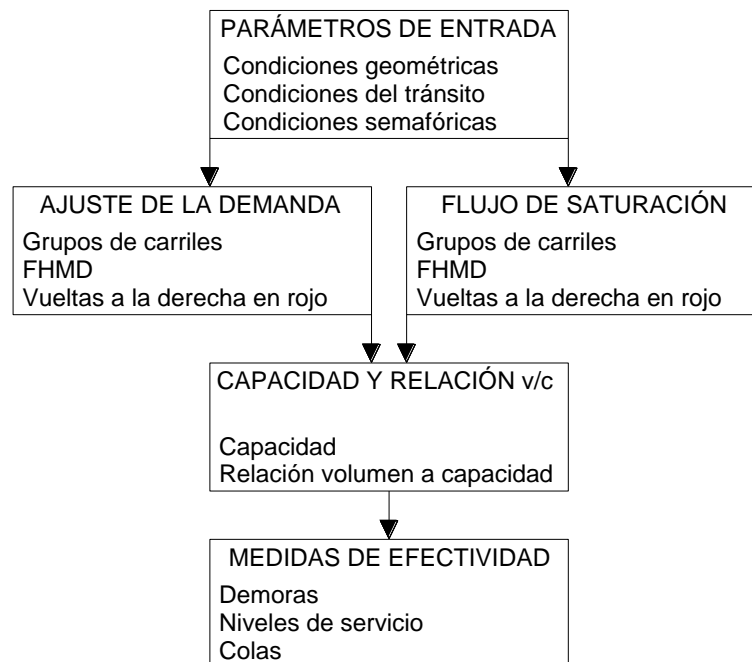 PARÁMETROS DE ENTRADA
Condiciones geométricas
Condiciones del tránsito
Condiciones semafóricas
AJUSTE DE LA DEMANDA
Grupos de carriles
FHMD
Vueltas a la derecha en rojo
FLUJO DE SATURACIÓN
Grupos de carriles
FHMD
Vueltas a la derecha en rojo
CAPACIDAD Y RELACIÓN v/c
Capacidad
Relación volumen a capacidad
MEDIDAS DE EFECTIVIDAD
Demoras
Niveles de servicio
Colas